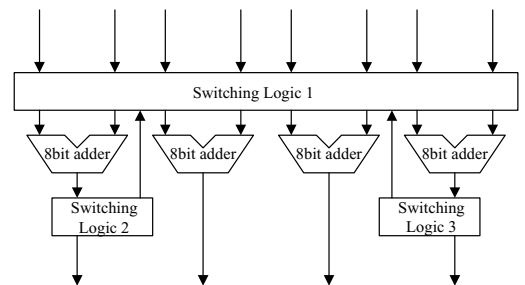 Switching Logic 1
8bit adder
8bit adder
8bit adder
8bit adder
Switching
Logic 2
Switching
Logic 3